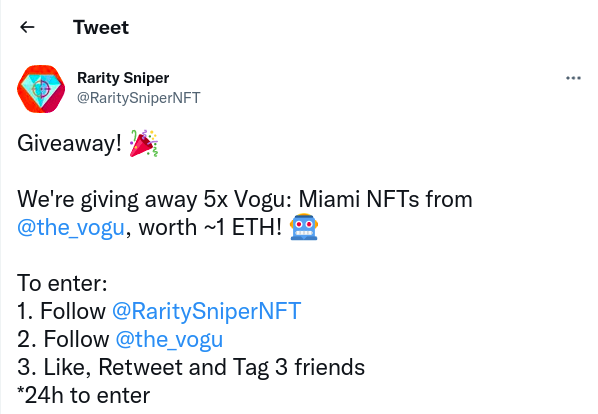 Tweet
Rarity Sniper
@RaritySniperNFT
Giveaway! 🎉
We're giving away 5x Vogu: Miami NFTs from
@the_vogu, worth ~1 ETH! 🤖
To enter:
1. Follow @RaritySniperNFT
2. Follow @the_vogu
3. Like, Retweet and Tag 3 friends
*24h to enter